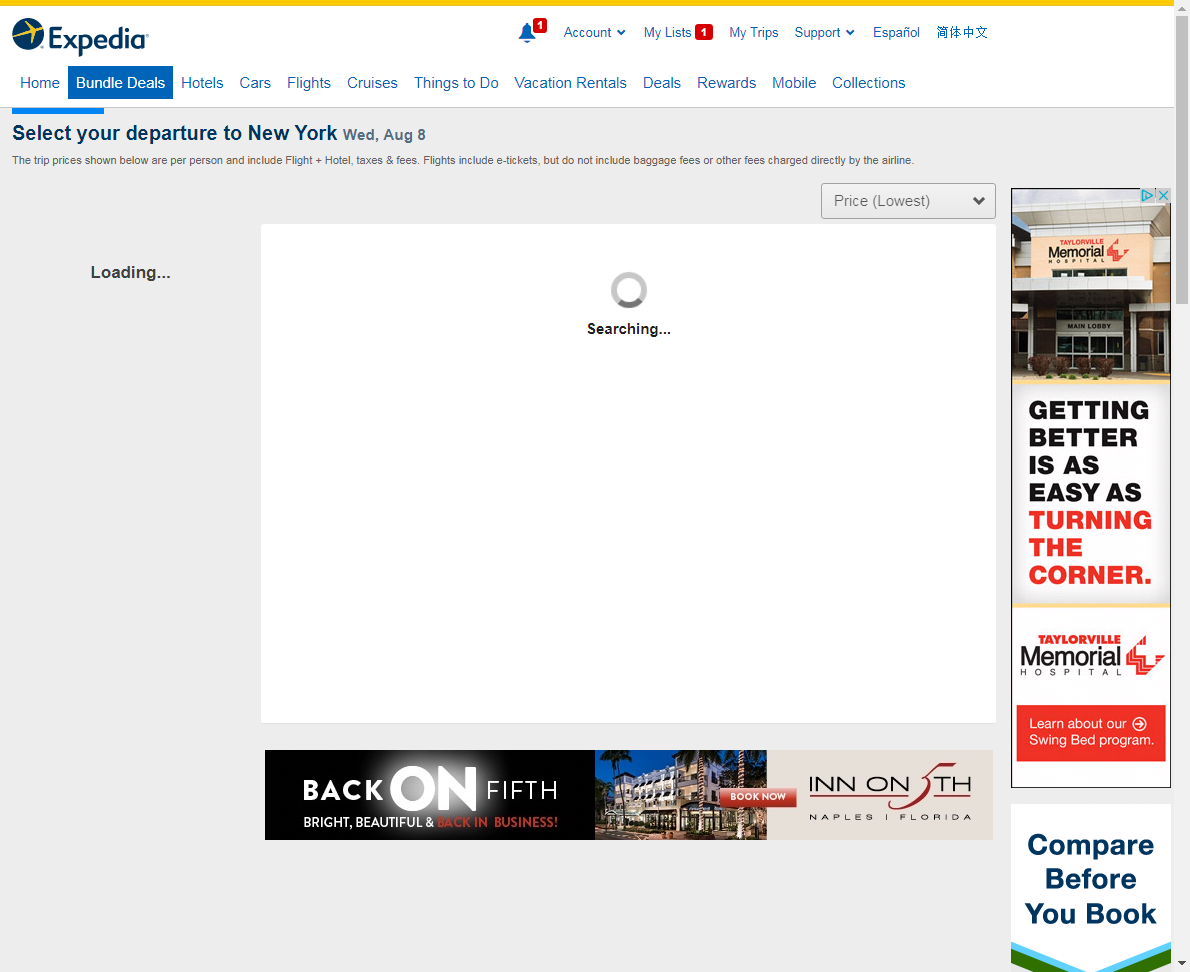 Expedia
1
Account
My Lists 1
My Trips
Support
Español
简体中文
Home
Bundle Deals
Hotels
Cars
Flights
Cruises
Things to Do
Vacation Rentals
Deals
Rewards
Mobile
Collections
Select your departure to New York Wed, Aug 8
The trip prices shown below are per person and include Flight + Hotel, taxes & fees. Flights include e-tickets, but do not include baggage fees or other fees charged directly by the airline.
Price (Lowest)
Loading...
Searching...
TAYLORVILLE
Memorial
HOSPITAL
MAIN LOBBY
GETTING
BETTER
IS AS
EASY AS
TURNING
THE
CORNER.
TAYLORVILLE
Memorial
HOSPITAL
Learn about our
Swing Bed program.
BACK ON FIFTH
BRIGHT, BEAUTIFUL & BACK IN BUSINESS!
BOOK NOW
INN ON 5TH
NAPLES | FLORIDA
Compare
Before
You Book